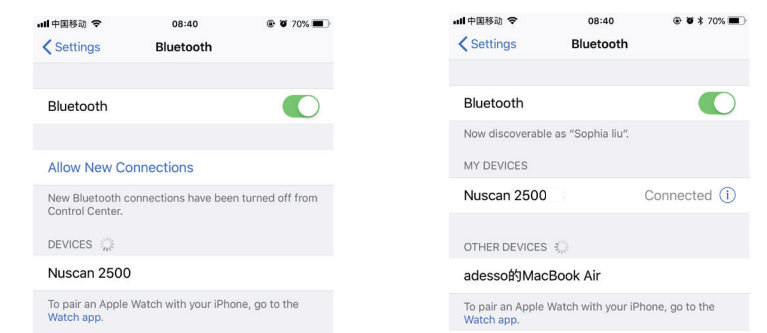 中国移动 08:40 70%
Settings Bluetooth
Bluetooth
Allow New Connections
New Bluetooth connections have been turned off from
Control Center.
DEVICES
Nuscan 2500
To pair an Apple Watch with your iPhone, go to the
Watch app.
中国移动 08:40 70%
Settings Bluetooth
Bluetooth
Now discoverable as “Sophia liu”.
MY DEVICES
Nuscan 2500 Connected
OTHER DEVICES
adesso的MacBook Air
To pair an Apple Watch with your iPhone, go to the
Watch app.